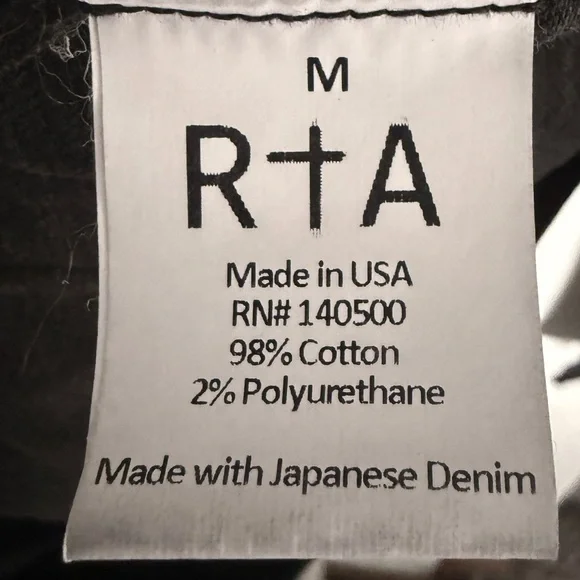 M
R†A
Made in USA
RN# 140500
98% Cotton
2% Polyurethane
Made with Japanese Denim